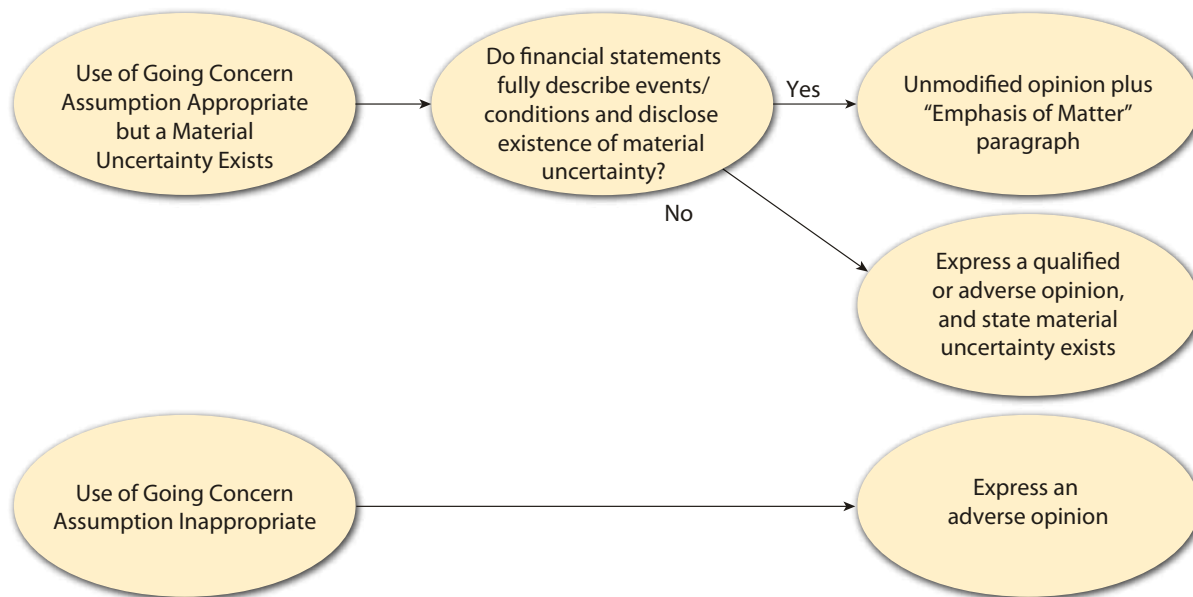 Use of Going Concern
Assumption Appropriate
but a Material
Uncertainty Exists
Do financial statements
fully describe events/
conditions and disclose
existence of material
uncertainty?
Yes
Unmodified opinion plus
“Emphasis of Matter”
paragraph
No
Express a qualified
or adverse opinion,
and state material
uncertainty exists
Use of Going Concern
Assumption Inappropriate
Express an
adverse opinion